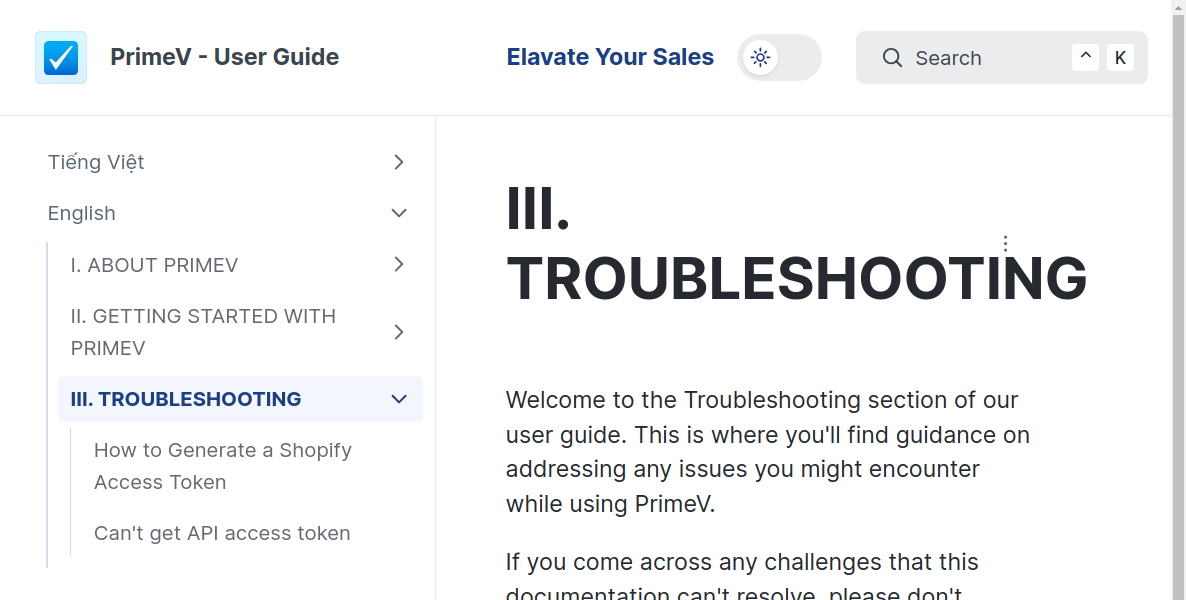 PrimeV - User Guide
Elavate Your Sales
Search
^ K
Tiếng Việt
English
I. ABOUT PRIMEV
II. GETTING STARTED WITH
PRIMEV
III. TROUBLESHOOTING
How to Generate a Shopify
Access Token
Can't get API access token
III.
TROUBLESHOOTING
Welcome to the Troubleshooting section of our
user guide. This is where you'll find guidance on
addressing any issues you might encounter
while using PrimeV.
If you come across any challenges that this
documentation can't resolve, please don't